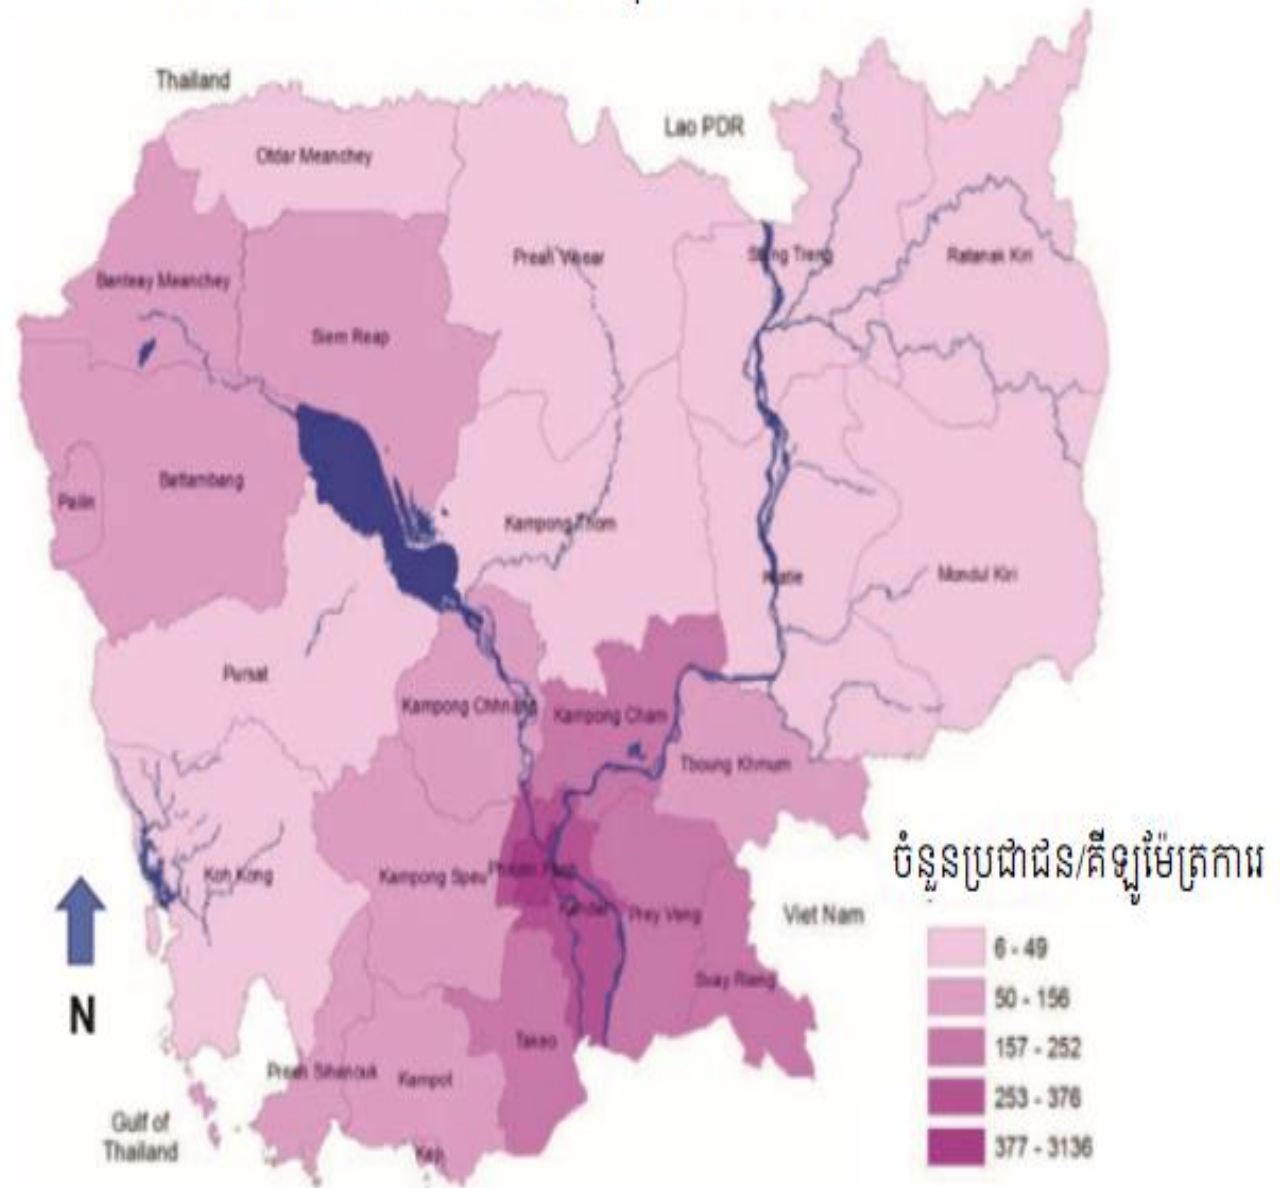 Thailand
Lao PDR
Otdar Meanchey
Preah Vihear
Stung Treng
Ratanak Kiri
Banteay Meanchey
Siem Reap
Battambang
Pailin
Kampong Thom
Kratie
Mondul Kiri
Pursat
Kampong Chhnang
Kampong Cham
Tboung Khmum
ចំនួនប្រជាជន/គីឡូម៉ែត្រការេ
Koh Kong
Kampong Speu
Phnom Penh
Kandal
Prey Veng
Viet Nam
6 - 49
Svay Rieng
50 - 156
N
Takeo
157 - 252
Preah Sihanouk
Kampot
253 - 376
Gulf of
Thailand
Kep
377 - 3136